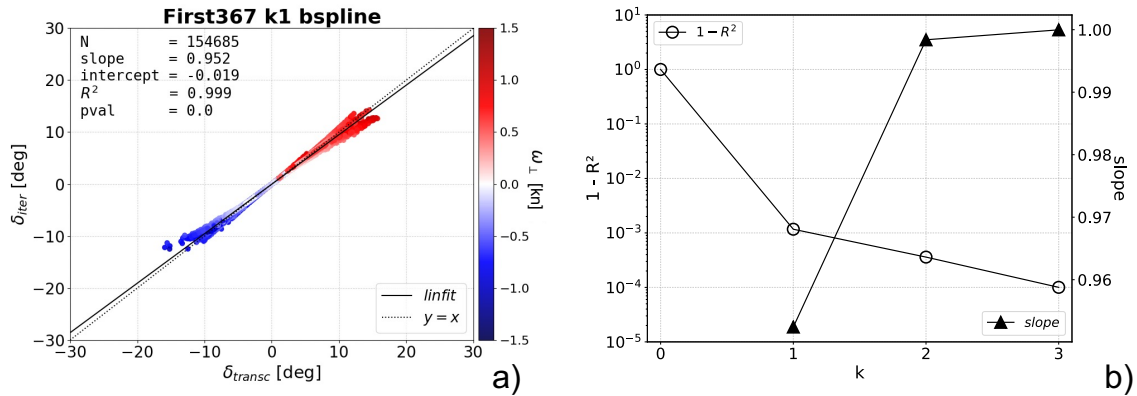 First367 k1 bspline
N = 154685
slope = 0.952
intercept = -0.019
R² = 0.999
pval = 0.0
30
20
10
0
−10
−20
−30
δiter [deg]
linfit
y = x
−30 −20 −10 0 10 20 30
δtransc [deg]
1.5
1.0
0.5
0.0
−0.5
−1.0
−1.5
ω⊥ [kn]
a)
1 − R²
10¹
10⁰
10⁻¹
10⁻²
10⁻³
10⁻⁴
10⁻⁵
1 - R²
0 1 2 3
k
1.00
0.99
0.98
0.97
0.96
slope
slope
b)